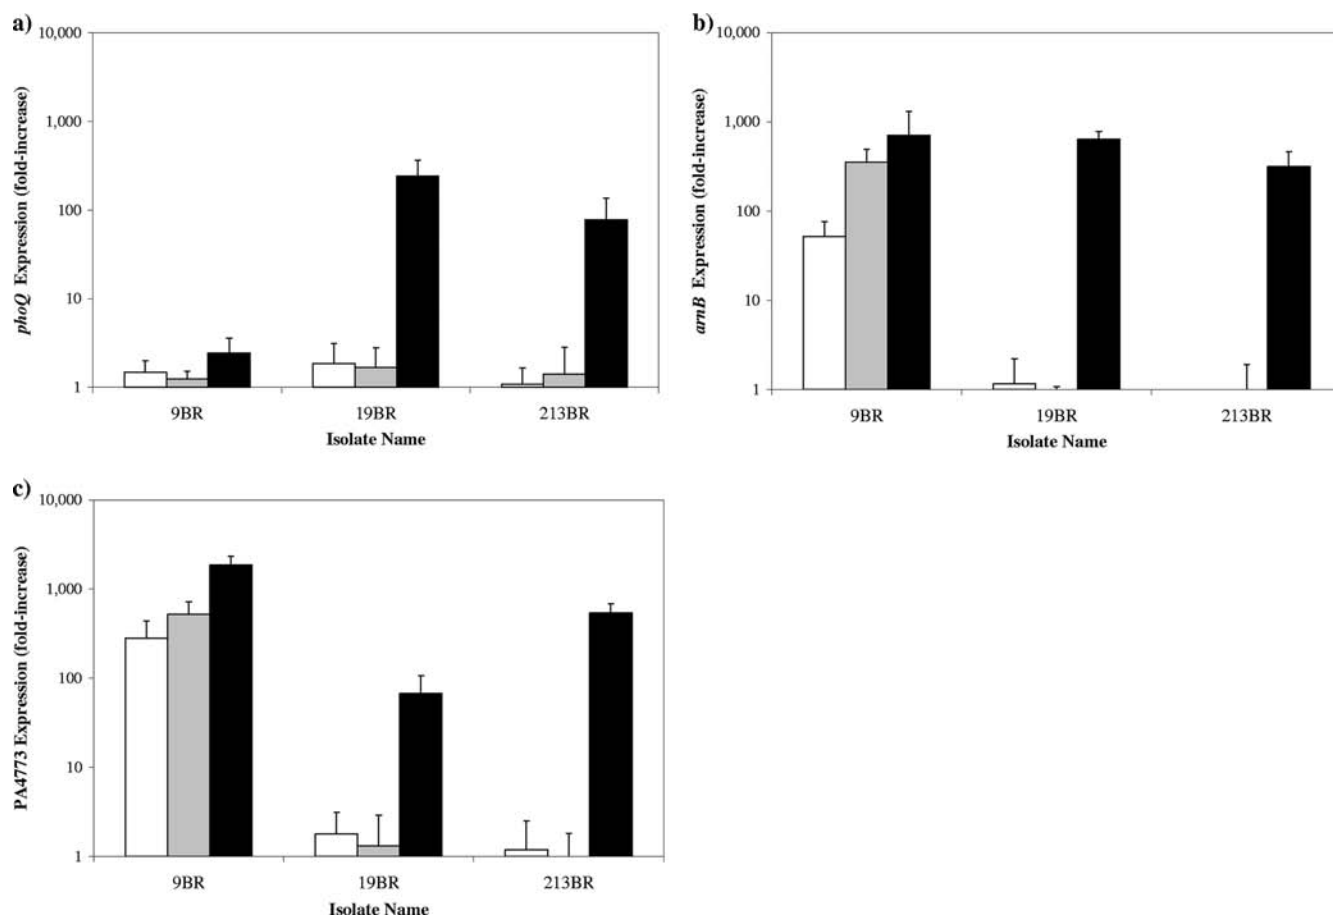 a)
phoQ Expression (fold-increase)
10,000
1,000
100
10
1
9BR 19BR 213BR
Isolate Name
b)
arnB Expression (fold-increase)
10,000
1,000
100
10
1
9BR 19BR 213BR
Isolate Name
c)
PA4773 Expression (fold-increase)
10,000
1,000
100
10
1
9BR 19BR 213BR
Isolate Name